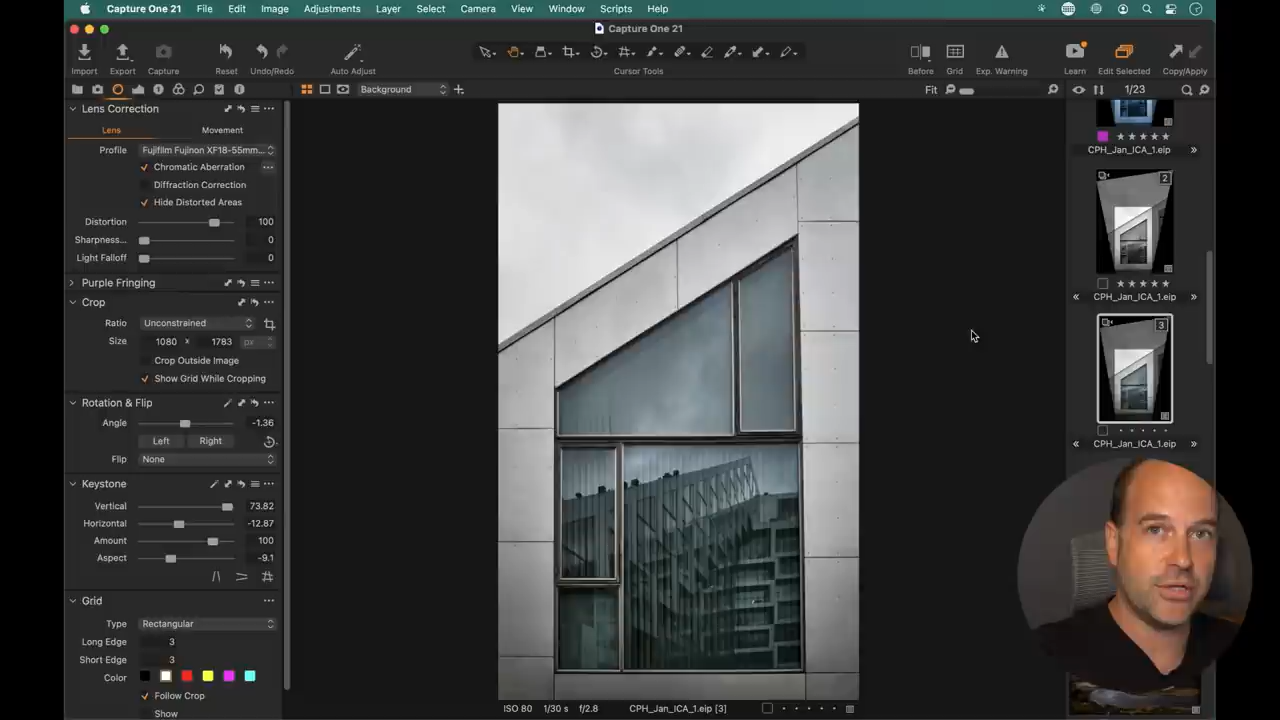 Capture One 21 File Edit Image Adjustments Layer Select Camera View Window Scripts Help
Capture One 21
Import Export Capture Reset Undo/Redo Auto Adjust Cursor Tools Before Grid Exp. Warning Learn Edit Selected Copy/Apply
Background Fit 1/23
Lens Correction
Lens Movement
Profile Fujifilm Fujinon XF18-55mm...
Chromatic Aberration
Diffraction Correction
Hide Distorted Areas
Distortion 100
Sharpness... 0
Light Falloff 0
Purple Fringing
Crop
Ratio Unconstrained
Size 1080 × 1783 px
Crop Outside Image
Show Grid While Cropping
Rotation & Flip
Angle -1.36
Left Right
Flip None
Keystone
Vertical 73.82
Horizontal -12.87
Amount 100
Aspect -9.1
Grid
Type Rectangular
Long Edge 3
Short Edge 3
Color
Follow Crop
Show
ISO 80 1/30 s f/2.8 CPH_Jan_ICA_1.eip [3]
CPH_Jan_ICA_1.eip
2
CPH_Jan_ICA_1.eip
3
CPH_Jan_ICA_1.eip